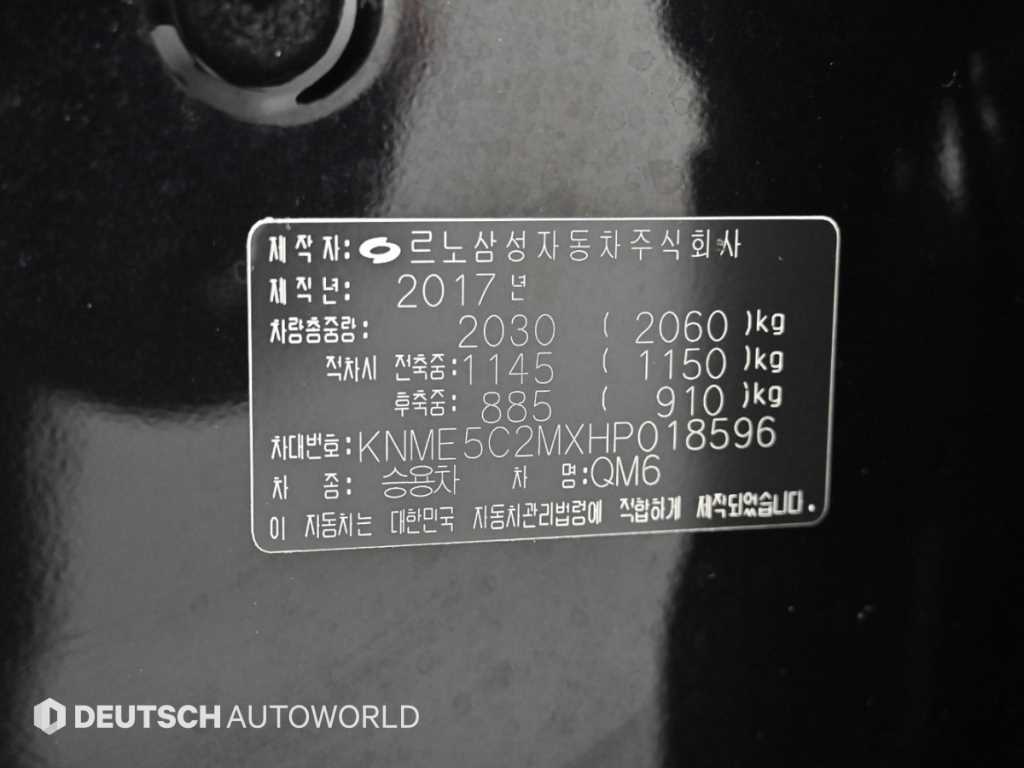 제 작 자: 르노삼성자동차주식회사
제 작 년: 2017 년
차량총중량: 2030 ( 2060 )kg
적차시 전축중: 1145 ( 1150 )kg
후축중: 885 ( 910 )kg
차대번호: KNME5C2MXHP018596
차 종: 승용차 차 명: QM6
이 자동차는 대한민국 자동차관리법령에 적합하게 제작되었습니다.
DEUTSCH AUTOWORLD